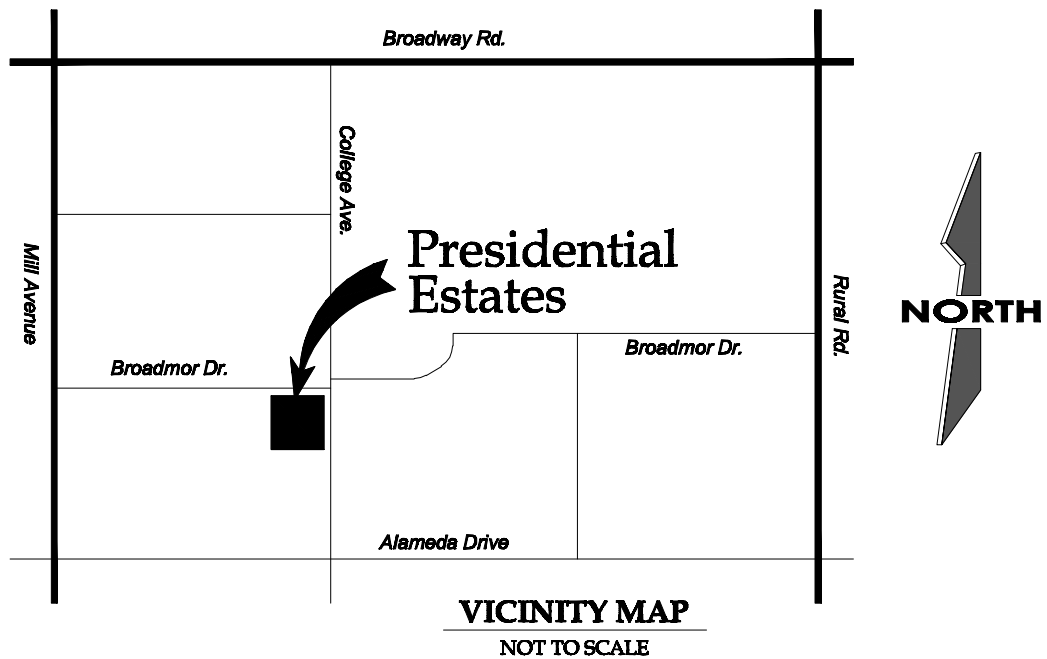 Broadway Rd.
College Ave.
Mill Avenue
Presidential
Estates
Rural Rd.
NORTH
Broadmor Dr.
Broadmor Dr.
Alameda Drive
VICINITY MAP
NOT TO SCALE